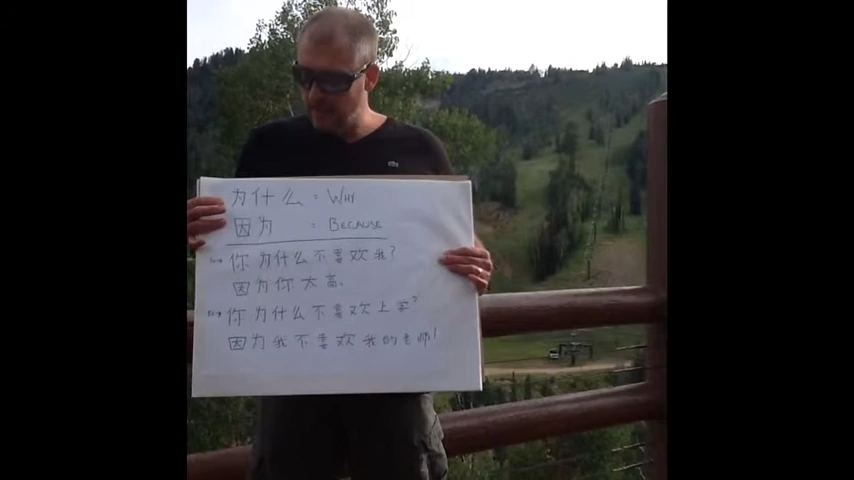 为什么 = WHY
因为 = BECAUSE
你为什么不喜欢我?
因为你太高。
你为什么不喜欢上学?
因为我不喜欢我的老师!